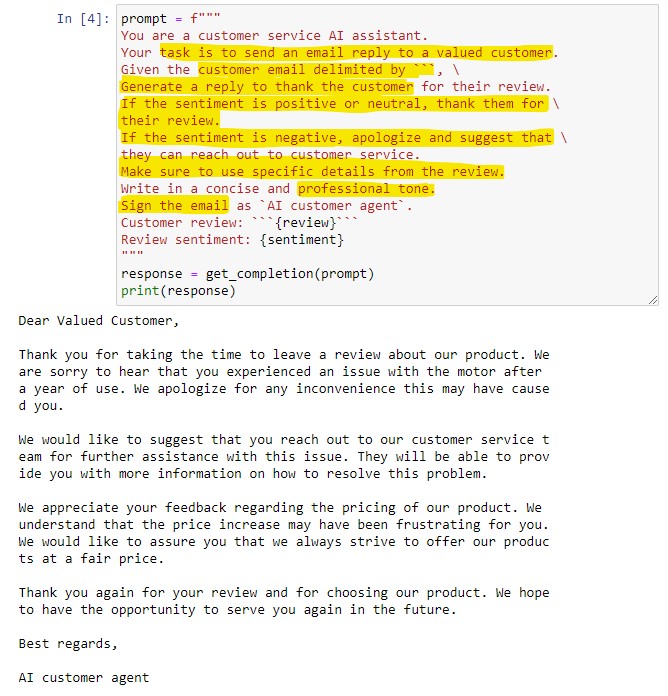 In [4]: prompt = f"""
You are a customer service AI assistant.
Your task is to send an email reply to a valued customer.
Given the customer email delimited by ```, \
Generate a reply to thank the customer for their review.
If the sentiment is positive or neutral, thank them for \
their review.
If the sentiment is negative, apologize and suggest that \
they can reach out to customer service.
Make sure to use specific details from the review.
Write in a concise and professional tone.
Sign the email as `AI customer agent`.
Customer review: ```{review}```
Review sentiment: {sentiment}
"""
response = get_completion(prompt)
print(response)
Dear Valued Customer,
Thank you for taking the time to leave a review about our product. We
are sorry to hear that you experienced an issue with the motor after
a year of use. We apologize for any inconvenience this may have cause
d you.
We would like to suggest that you reach out to our customer service t
eam for further assistance with this issue. They will be able to prov
ide you with more information on how to resolve this problem.
We appreciate your feedback regarding the pricing of our product. We
understand that the price increase may have been frustrating for you.
We would like to assure you that we always strive to offer our produc
ts at a fair price.
Thank you again for your review and for choosing our product. We hope
to have the opportunity to serve you again in the future.
Best regards,
AI customer agent